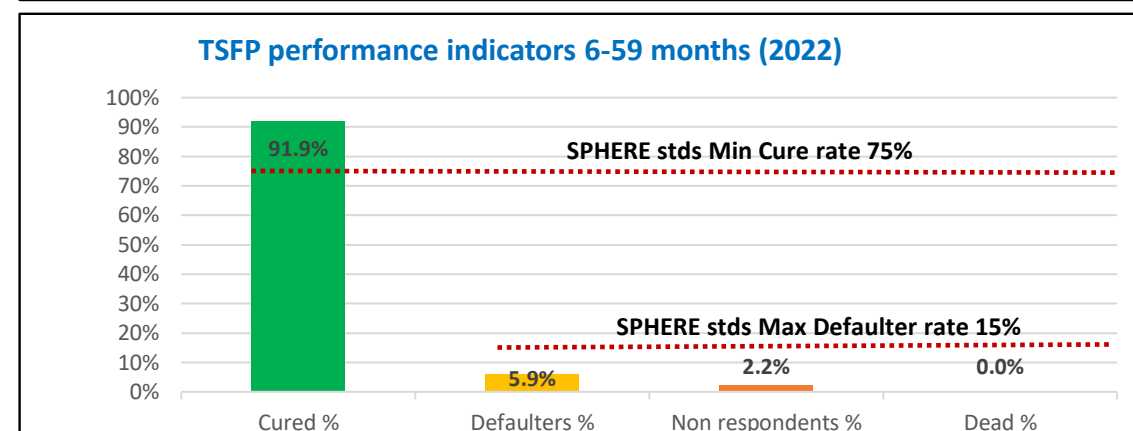 TSFP performance indicators 6-59 months (2022)
100%
90%
91.9%
SPHERE stds Min Cure rate 75%
80%
70%
60%
50%
40%
30%
SPHERE stds Max Defaulter rate 15%
20%
10%
5.9%
2.2%
0.0%
0%
Cured %
Defaulters %
Non respondents %
Dead %